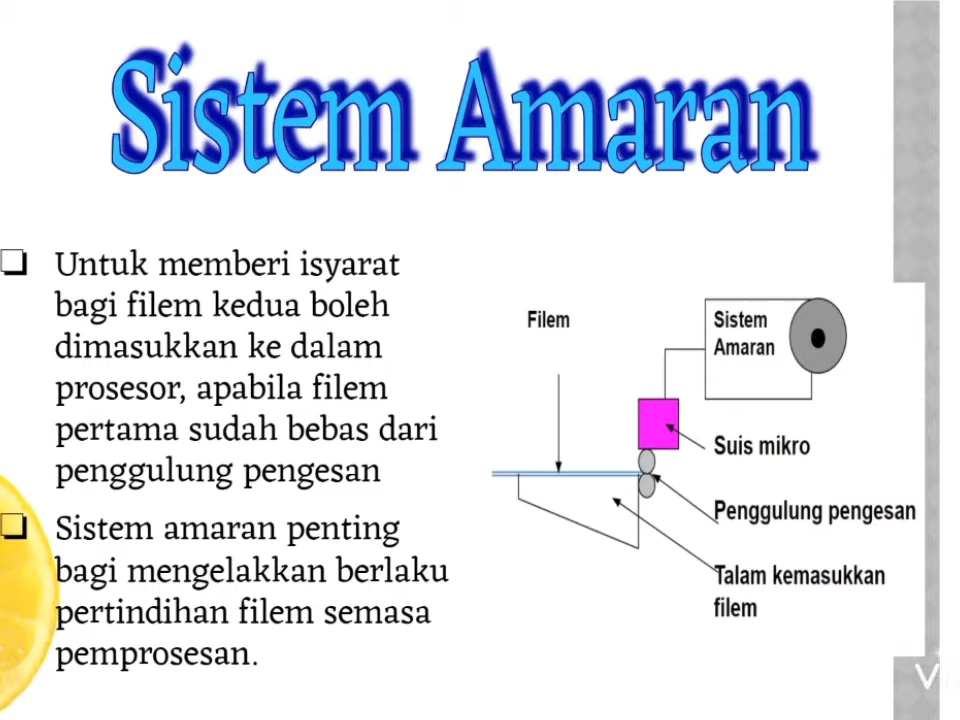 Sistem Amaran
❏ Untuk memberi isyarat
bagi filem kedua boleh
dimasukkan ke dalam
prosesor, apabila filem
pertama sudah bebas dari
penggulung pengesan
❏ Sistem amaran penting
bagi mengelakkan berlaku
pertindihan filem semasa
pemprosesan.
Filem
Sistem
Amaran
Suis mikro
Penggulung pengesan
Talam kemasukkan
filem